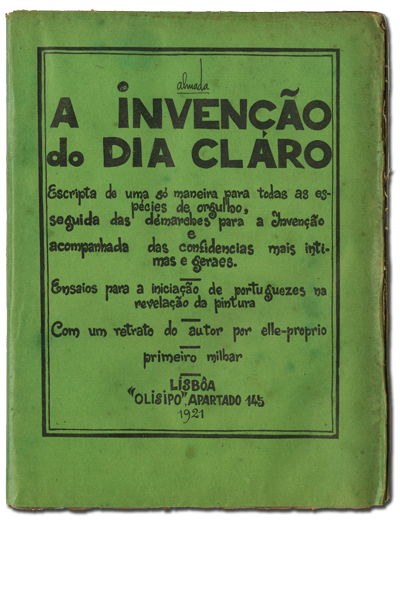 almada
A INVENÇÃO
do DIA CLARO
Escripta de uma só maneira para todas as es-
pécies de orgulho,
seguida das démarches para a Invenção
e
acompanhada das confidencias mais inti-
mas e geraes.
Ensaios para a iniciação de portuguezes na
revelação da pintura
Com um retrato do autor por elle-proprio
primeiro milhar
LISBÔA
"OLISIPO". APARTADO 145
1921